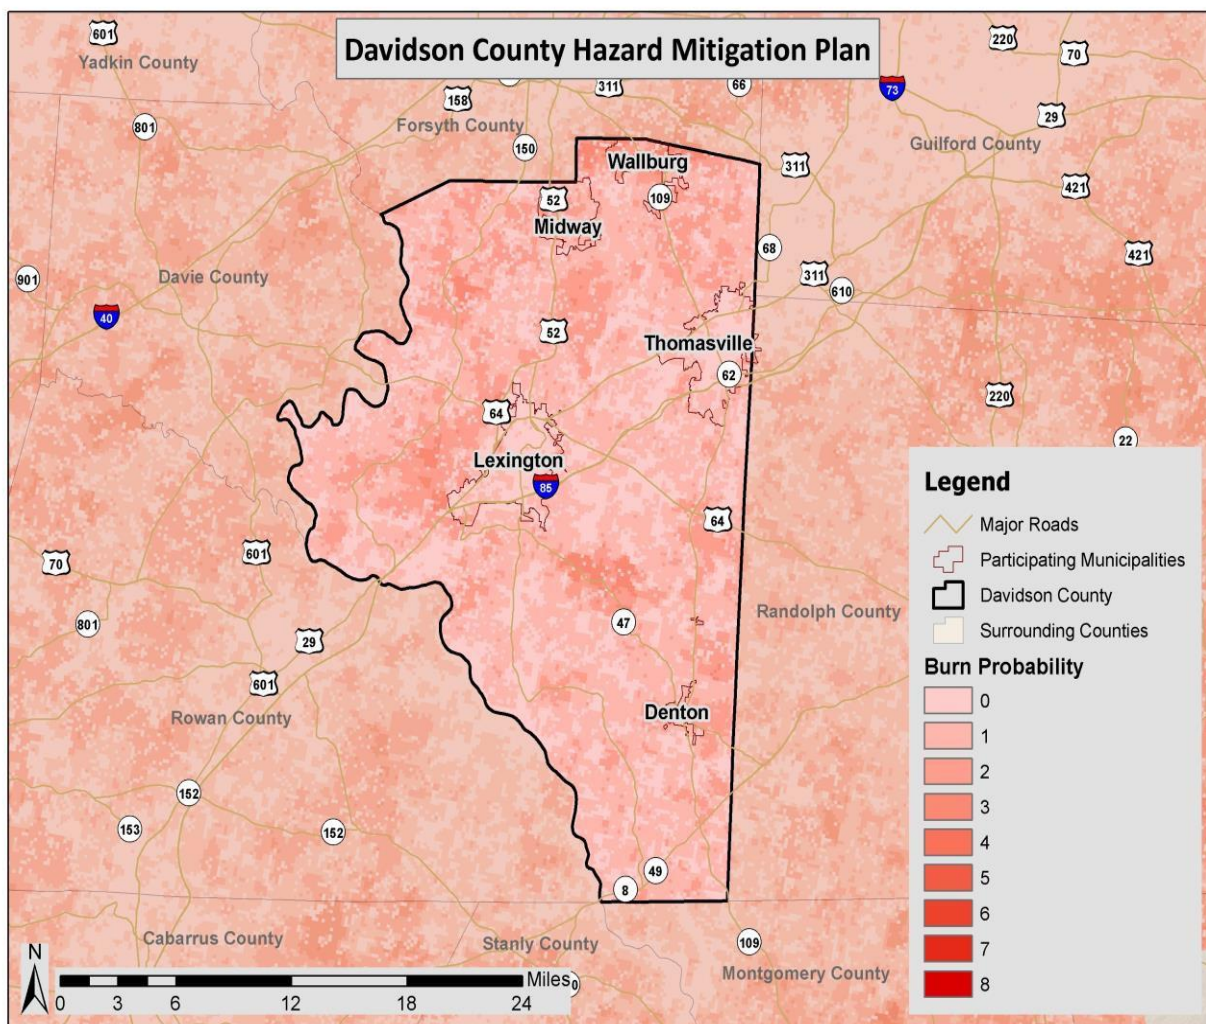 Davidson County Hazard Mitigation Plan
601
Yadkin County
220
70
66
311
73
158
801
29
Forsyth County
150
Guilford County
Wallburg
311
109
52
421
Midway
68
421
311
Davie County
901
610
40
52
Thomasville
62
220
64
22
Lexington
85
64
601
70
47
Randolph County
801
29
601
Rowan County
Denton
152
153
152
49
8
Cabarrus County
Stanly County
109
Montgomery County
Legend
Major Roads
Participating Municipalities
Davidson County
Surrounding Counties
Burn Probability
0
1
2
3
4
5
6
7
8
N
Miles
0 3 6 12 18 24